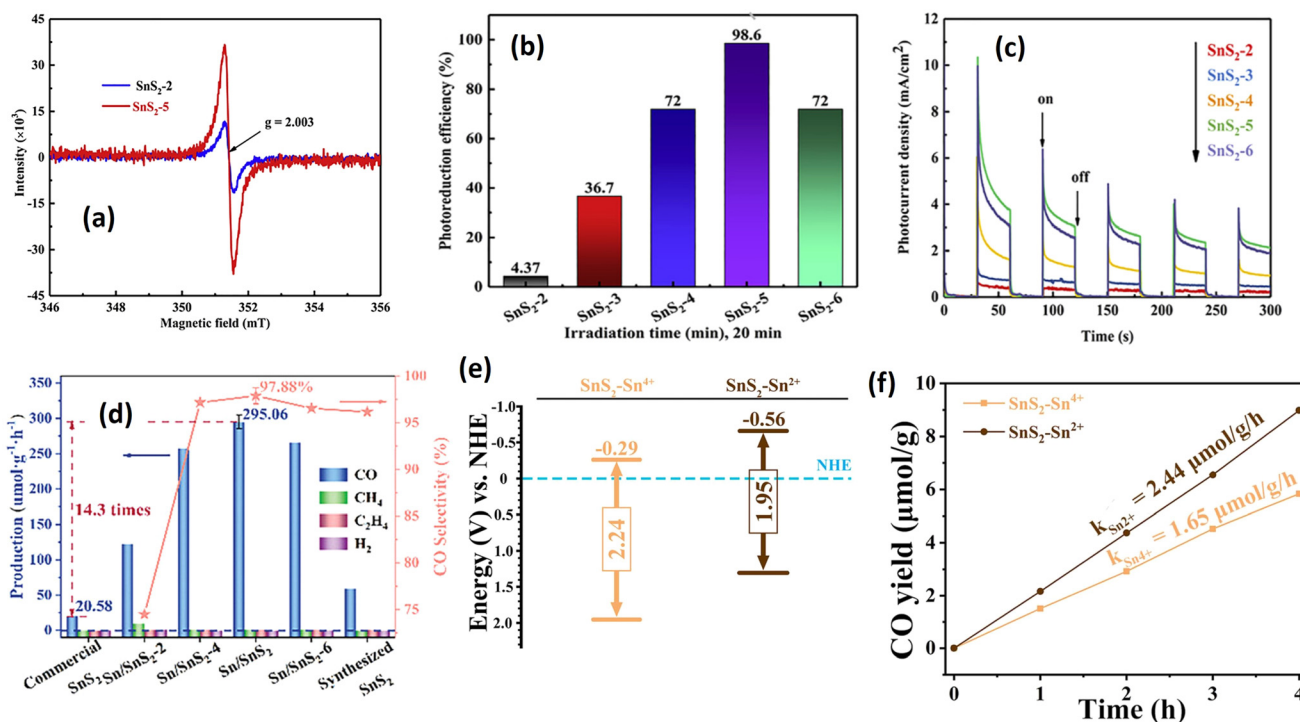 (a)
SnS₂-2
SnS₂-5
g = 2.003
Intensity (×10³)
45
30
15
0
-15
-30
-45
346 348 350 352 354 356
Magnetic field (mT)
(b)
Photoreduction efficiency (%)
100
80
60
40
20
0
4.37
36.7
72
98.6
72
SnS₂-2 SnS₂-3 SnS₂-4 SnS₂-5 SnS₂-6
Irradiation time (min), 20 min
(c)
Photocurrent density (mA/cm²)
12
10
8
6
4
2
0
SnS₂-2
SnS₂-3
SnS₂-4
SnS₂-5
SnS₂-6
on
off
0 50 100 150 200 250 300
Time (s)
(d)
Production (umol·g⁻¹·h⁻¹)
350
300
250
200
150
100
50
0
97.88%
295.06
14.3 times
20.58
CO
CH₄
C₂H₄
H₂
100
95
90
85
80
75
CO Selectivity (%)
Commercial SnS₂
Sn/SnS₂-2
Sn/SnS₂-4
Sn/SnS₂
Sn/SnS₂-6
Synthesized SnS₂
(e)
SnS₂-Sn⁴⁺ SnS₂-Sn²⁺
Energy (V) vs. NHE
-1.0
-0.5
0
0.5
1.0
1.5
2.0
-0.29
-0.56
NHE
2.24
1.95
(f)
CO yield (μmol/g)
10
8
6
4
2
0
SnS₂-Sn⁴⁺
SnS₂-Sn²⁺
kSn2+ = 2.44 μmol/g/h
kSn4+ = 1.65 μmol/g/h
0 1 2 3 4
Time (h)